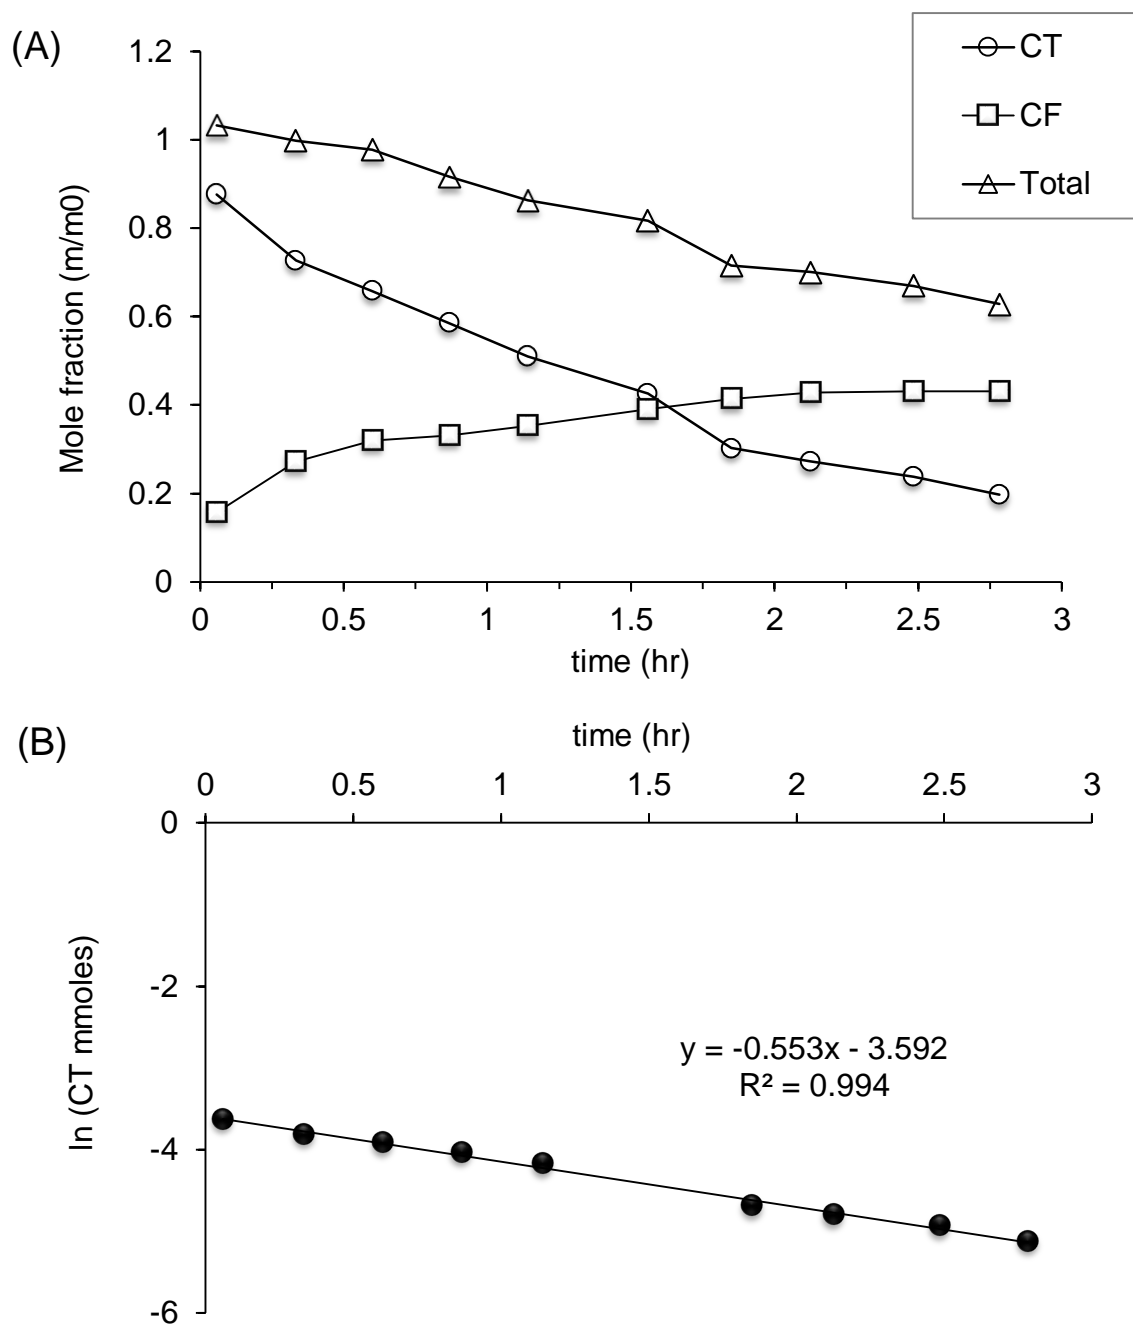 (A)
CT
CF
Total
1.2
1
0.8
0.6
0.4
0.2
0
Mole fraction (m/m0)
0 0.5 1 1.5 2 2.5 3
time (hr)
(B)
time (hr)
0 0.5 1 1.5 2 2.5 3
0
-2
-4
-6
ln (CT mmoles)
y = -0.553x - 3.592
R² = 0.994